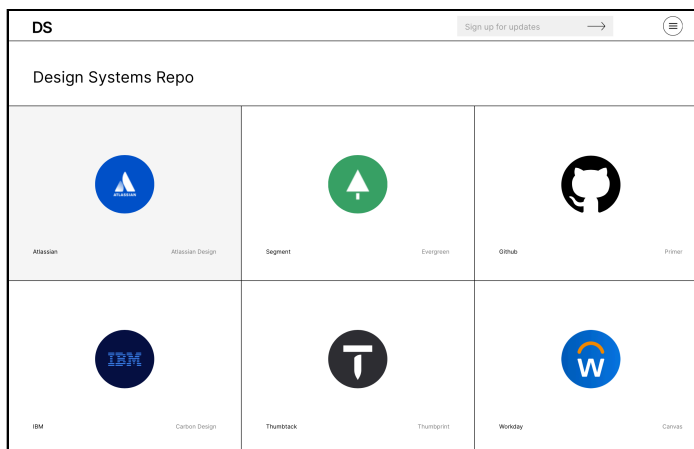 DS
Sign up for updates
Design Systems Repo
ATLASSIAN
Atlassian
Atlassian Design
Segment
Evergreen
Github
Primer
IBM
T
W
IBM
Carbon Design
Thumbtack
Thumbprint
Workday
Canvas